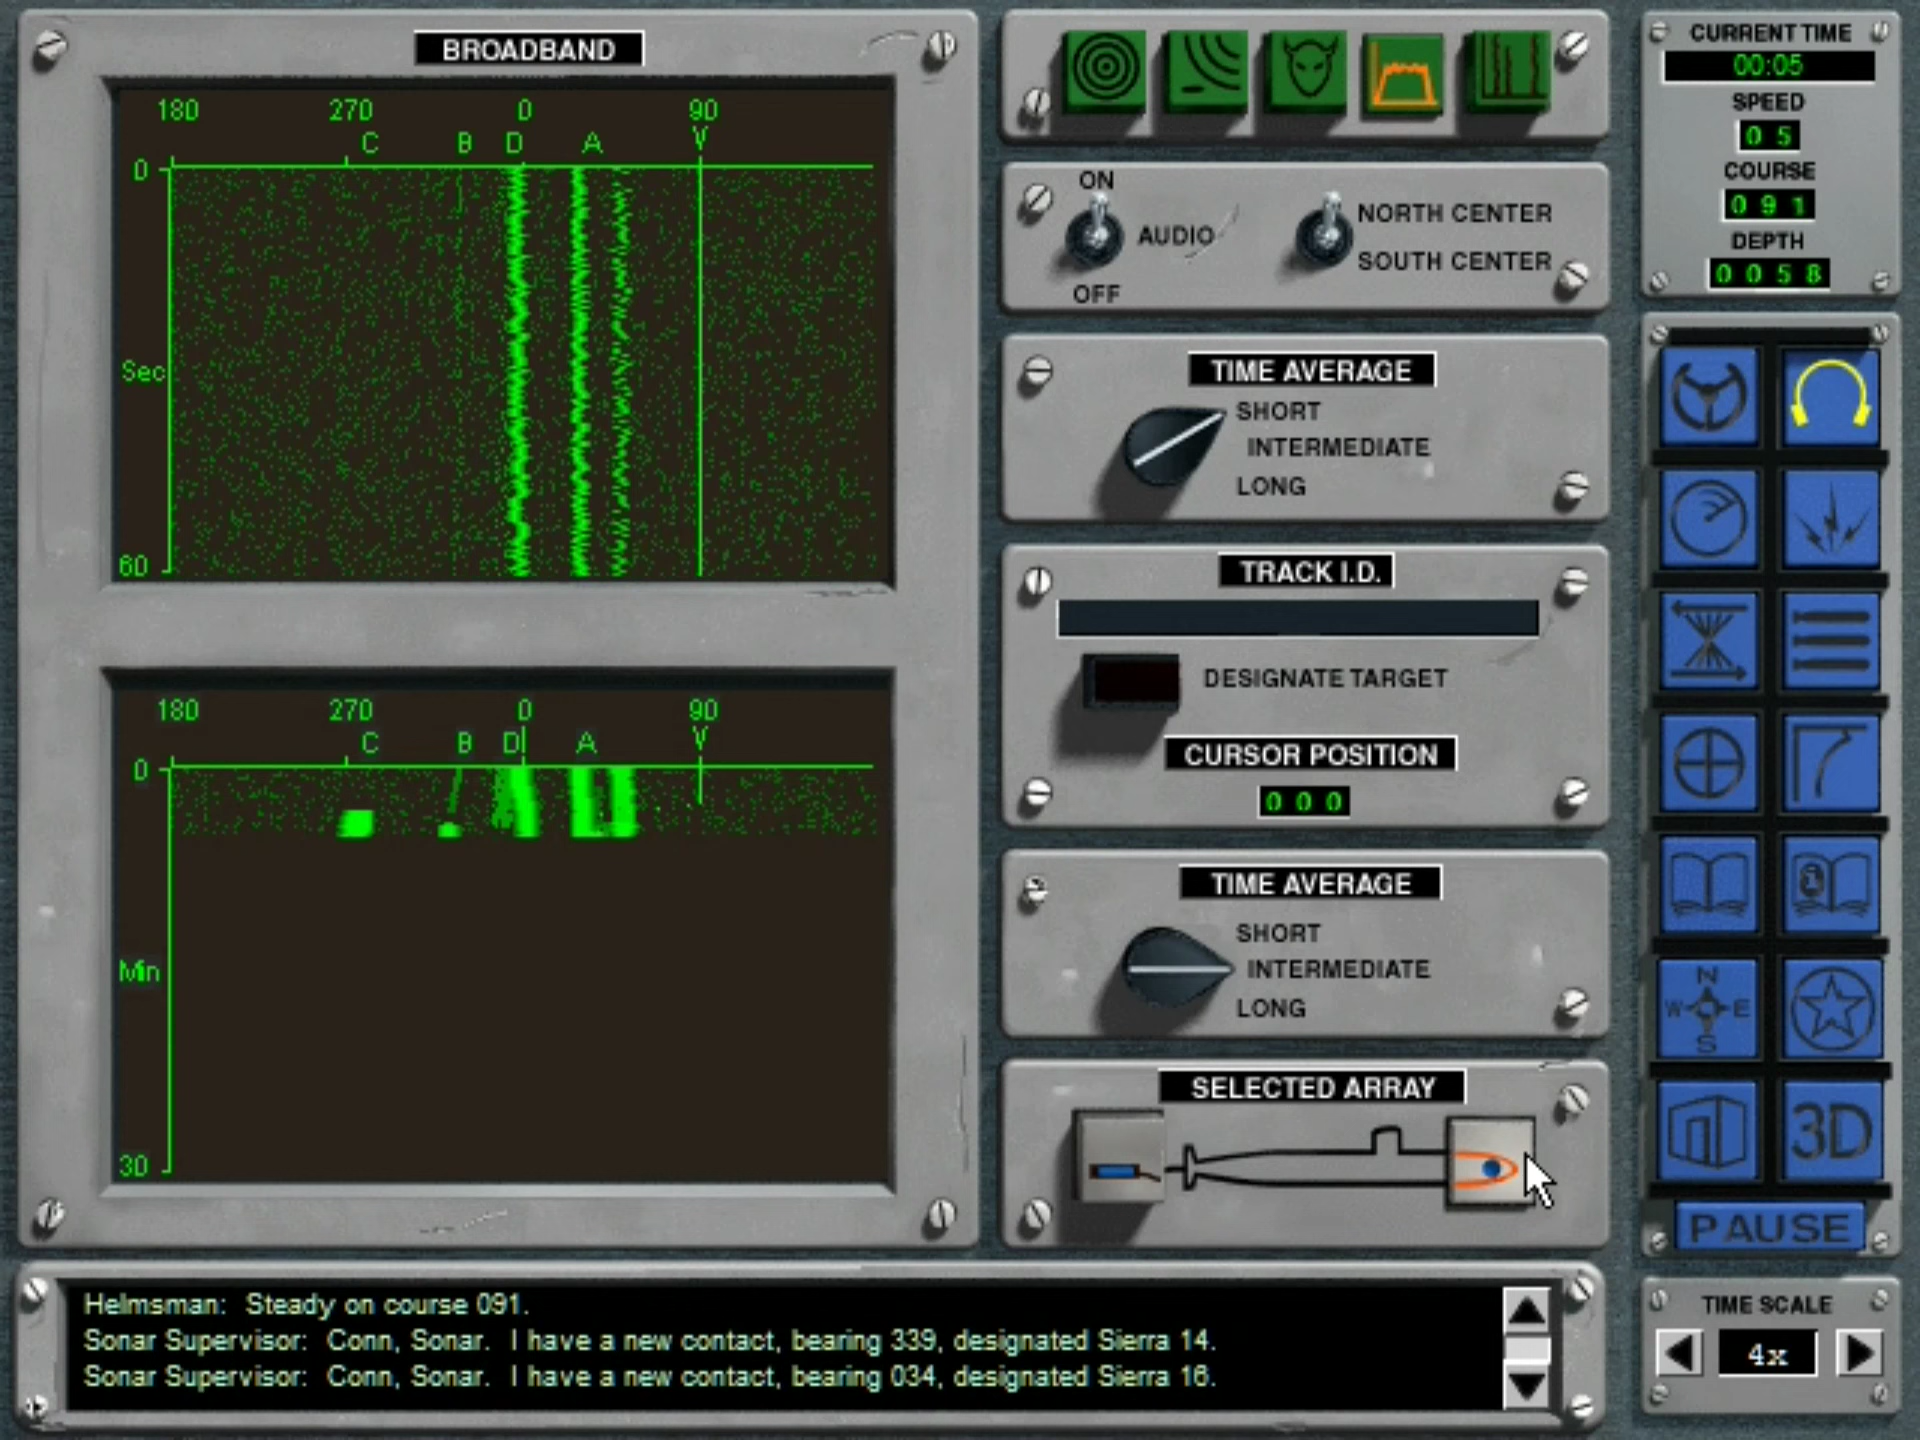 BROADBAND
180 270 0 90
C B D A V
0
Sec
60
180 270 0 90
C B D A V
0
Min
30
ON
AUDIO
OFF
NORTH CENTER
SOUTH CENTER
TIME AVERAGE
SHORT
INTERMEDIATE
LONG
TRACK I.D.
DESIGNATE TARGET
CURSOR POSITION
000
TIME AVERAGE
SHORT
INTERMEDIATE
LONG
SELECTED ARRAY
CURRENT TIME
00:05
SPEED
05
COURSE
091
DEPTH
0058
N
W E
S
3D
PAUSE
TIME SCALE
4x
Helmsman: Steady on course 091.
Sonar Supervisor: Conn, Sonar. I have a new contact, bearing 339, designated Sierra 14.
Sonar Supervisor: Conn, Sonar. I have a new contact, bearing 034, designated Sierra 16.